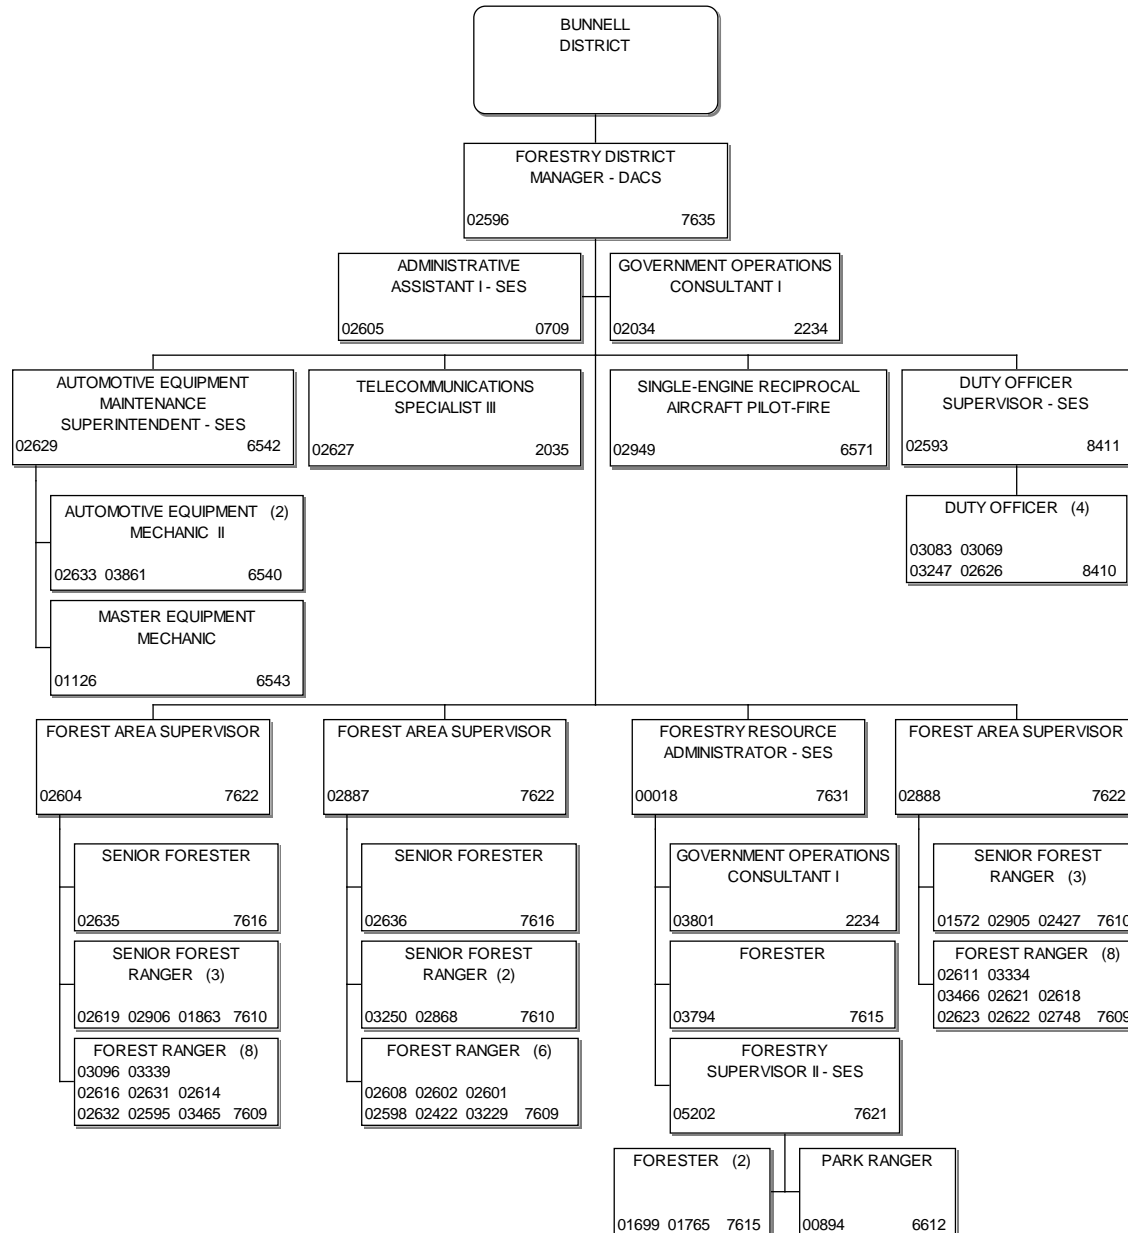 BUNNELL
DISTRICT
FORESTRY DISTRICT
MANAGER - DACS
02596 7635
ADMINISTRATIVE
ASSISTANT I - SES
02605 0709
GOVERNMENT OPERATIONS
CONSULTANT I
02034 2234
AUTOMOTIVE EQUIPMENT
MAINTENANCE
SUPERINTENDENT - SES
02629 6542
TELECOMMUNICATIONS
SPECIALIST III
02627 2035
SINGLE-ENGINE RECIPROCAL
AIRCRAFT PILOT-FIRE
02949 6571
DUTY OFFICER
SUPERVISOR - SES
02593 8411
AUTOMOTIVE EQUIPMENT (2)
MECHANIC II
02633 03861 6540
DUTY OFFICER (4)
03083 03069
03247 02626 8410
MASTER EQUIPMENT
MECHANIC
01126 6543
FOREST AREA SUPERVISOR
02604 7622
FOREST AREA SUPERVISOR
02887 7622
FORESTRY RESOURCE
ADMINISTRATOR - SES
00018 7631
FOREST AREA SUPERVISOR
02888 7622
SENIOR FORESTER
02635 7616
SENIOR FOREST
RANGER (3)
02619 02906 01863 7610
FOREST RANGER (8)
03096 03339
02616 02631 02614
02632 02595 03465 7609
SENIOR FORESTER
02636 7616
SENIOR FOREST
RANGER (2)
03250 02868 7610
FOREST RANGER (6)
02608 02602 02601
02598 02422 03229 7609
GOVERNMENT OPERATIONS
CONSULTANT I
03801 2234
FORESTER
03794 7615
FORESTRY
SUPERVISOR II - SES
05202 7621
FORESTER (2)
01699 01765 7615
PARK RANGER
00894 6612
SENIOR FOREST
RANGER (3)
01572 02905 02427 7610
FOREST RANGER (8)
02611 03334
03466 02621 02618
02623 02622 02748 7609